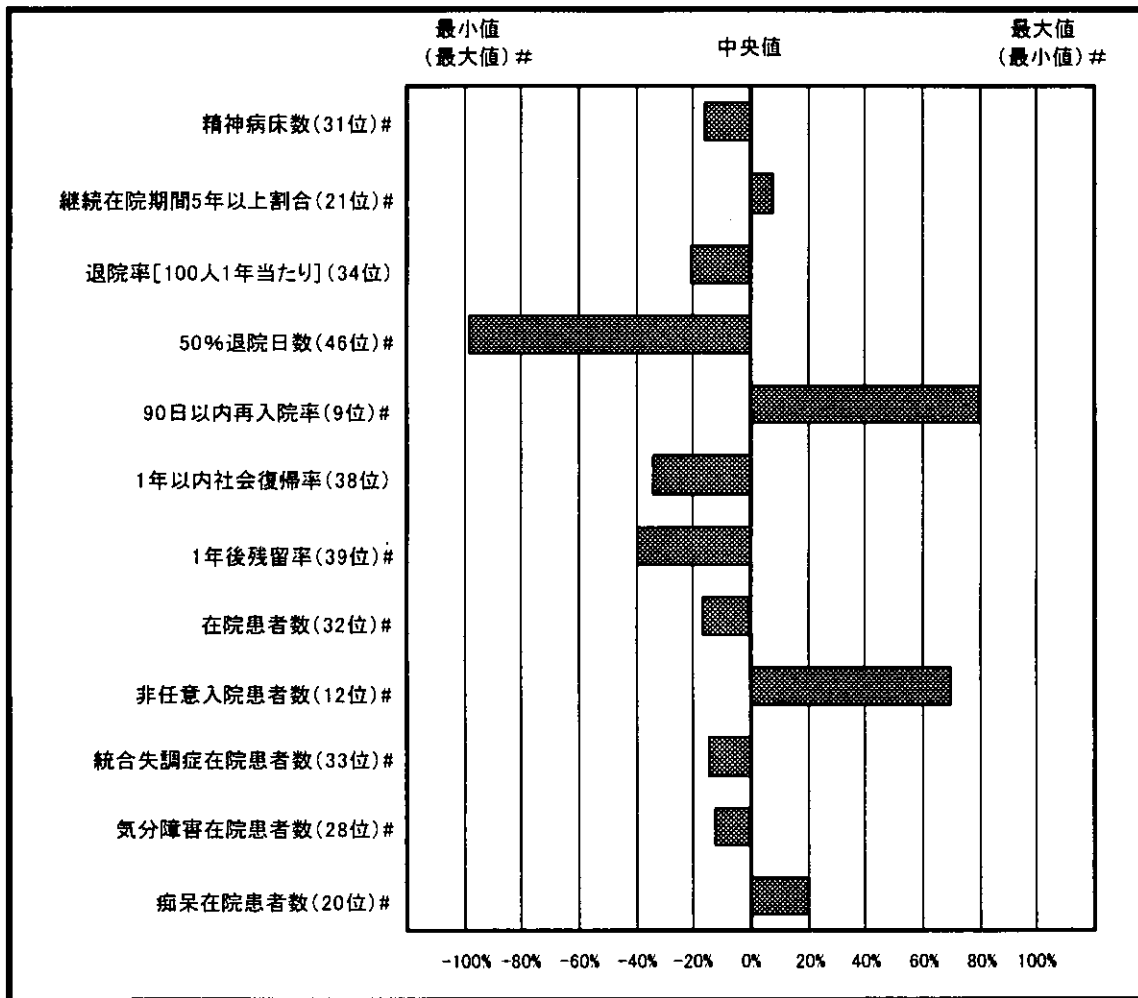 最小値
(最大値)#
中央値
最大値
(最小値)#
精神病床数(31位)#
継続在院期間5年以上割合(21位)#
退院率[100人1年当たり](34位)
50%退院日数(46位)#
90日以内再入院率(9位)#
1年以内社会復帰率(38位)
1年後残留率(39位)#
在院患者数(32位)#
非任意入院患者数(12位)#
統合失調症在院患者数(33位)#
気分障害在院患者数(28位)#
痴呆在院患者数(20位)#
-100% -80% -60% -40% -20% 0% 20% 40% 60% 80% 100%